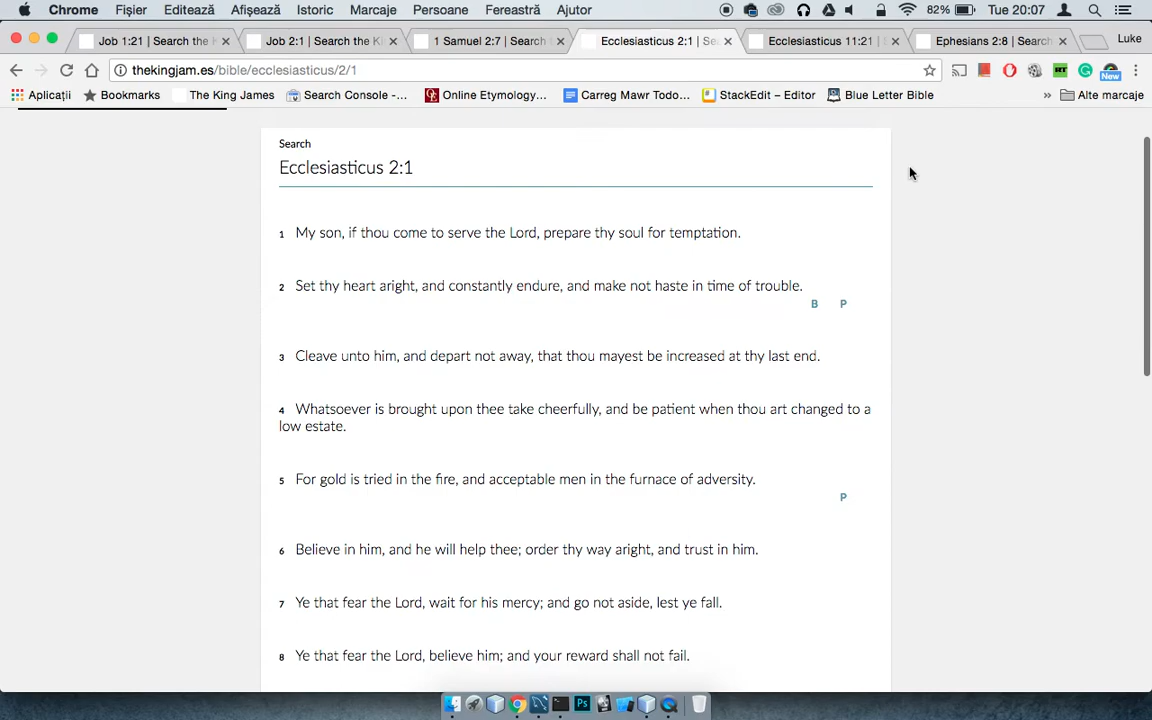 Chrome Fișier Editează Afișează Istoric Marcaje Persoane Fereastră Ajutor 82% Tue 20:07
Job 1:21 | Search the K Job 2:1 | Search the Ki 1 Samuel 2:7 | Search t Ecclesiasticus 2:1 | Sea Ecclesiasticus 11:21 | Ephesians 2:8 | Search Luke
thekingjam.es/bible/ecclesiasticus/2/1 New
Aplicații Bookmarks The King James Search Console -... Online Etymology... Carreg Mawr Todo... StackEdit – Editor Blue Letter Bible » Alte marcaje
Search
Ecclesiasticus 2:1
1 My son, if thou come to serve the Lord, prepare thy soul for temptation.
2 Set thy heart aright, and constantly endure, and make not haste in time of trouble.
B P
3 Cleave unto him, and depart not away, that thou mayest be increased at thy last end.
4 Whatsoever is brought upon thee take cheerfully, and be patient when thou art changed to a
low estate.
5 For gold is tried in the fire, and acceptable men in the furnace of adversity.
P
6 Believe in him, and he will help thee; order thy way aright, and trust in him.
7 Ye that fear the Lord, wait for his mercy; and go not aside, lest ye fall.
8 Ye that fear the Lord, believe him; and your reward shall not fail.